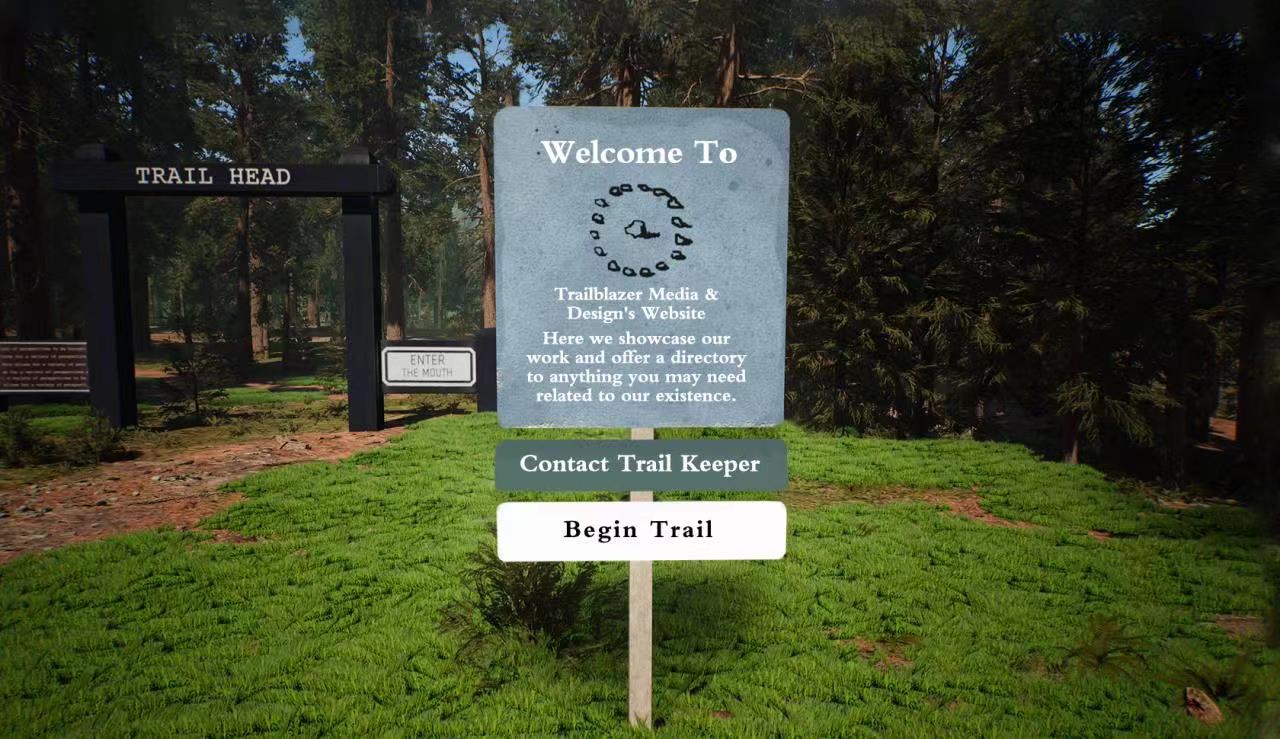 TRAIL HEAD
ENTER
THE MOUTH
Welcome To
Trailblazer Media &
Design's Website
Here we showcase our
work and offer a directory
to anything you may need
related to our existence.
Contact Trail Keeper
Begin Trail